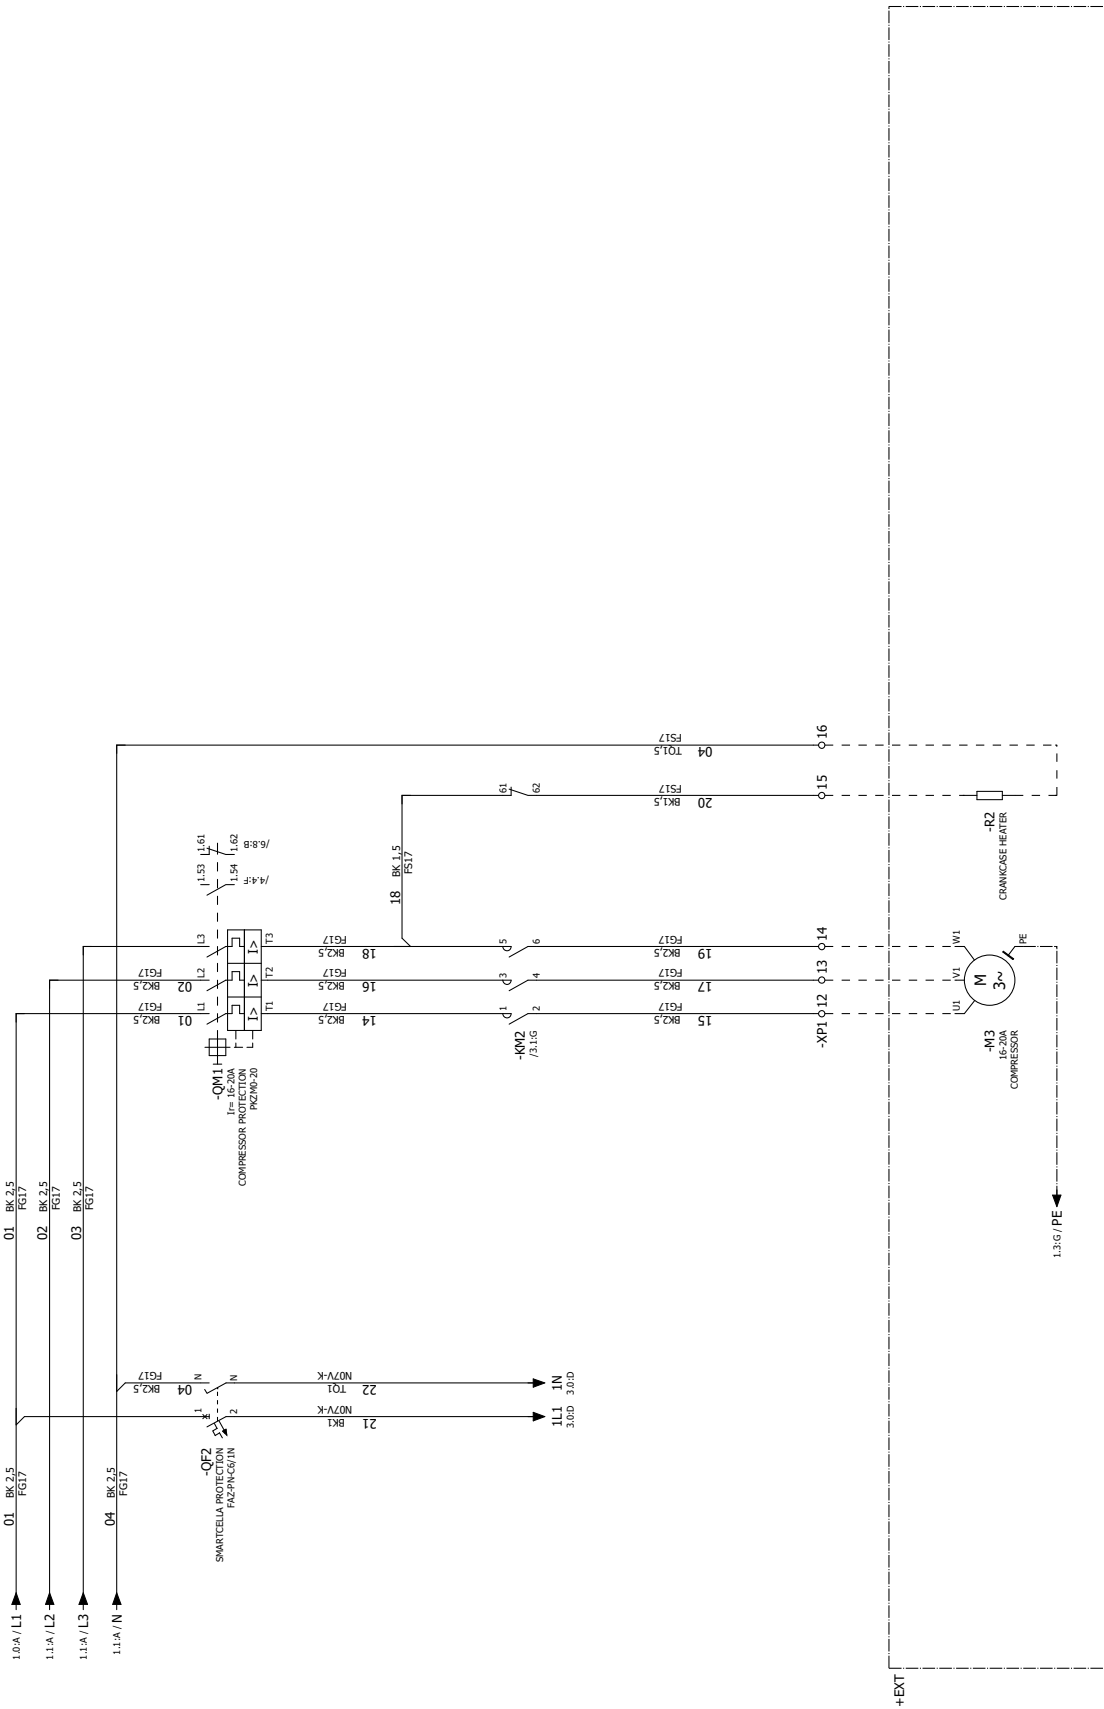 1.0:A / L1
1.1:A / L2
1.1:A / L3
1.1:A / N
01
BK 2,5
FG17
04
BK 2,5
FG17
01
BK 2,5
FG17
02
BK 2,5
FG17
03
BK 2,5
FG17
-QF2
SMARTCELLA PROTECTION
FAZ-PN-C6/1N
1
2
N
N
04
BK2,5
FG17
21
BK1
N07V-K
22
TQ1
N07V-K
1L1
3.0:D
1N
3.0:D
-QM1
Ir= 16-20A
COMPRESSOR PROTECTION
PKZM0-20
01
BK2,5
FG17
02
BK2,5
FG17
L1
L2
L3
I>
I>
I>
T1
T2
T3
1.53
1.54
/4.4:F
1.61
1.62
/6.8:B
14
BK2,5
FG17
16
BK2,5
FG17
18
BK2,5
FG17
18
BK 1,5
FS17
-KM2
/3.1:G
1
2
3
4
5
6
61
62
15
BK2,5
FG17
17
BK2,5
FG17
19
BK2,5
FG17
20
BK1,5
FS17
04
TQ1,5
FS17
-XP1
12
13
14
15
16
+EXT
-M3
16-20A
COMPRESSOR
U1
V1
W1
PE
M
3~
-R2
CRANKCASE HEATER
1.3:G / PE